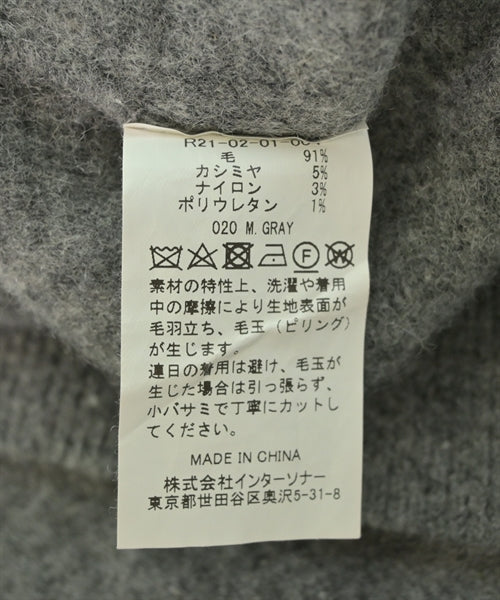 R21-02-01-00
毛 91%
カシミヤ 5%
ナイロン 3%
ポリウレタン 1%
020 M.GRAY
素材の特性上、洗濯や着用
中の摩擦により生地表面が
毛羽立ち、毛玉(ピリング)
が生じます。
連日の着用は避け、毛玉が
生じた場合は引っ張らず、
小バサミで丁寧にカットし
てください。
MADE IN CHINA
株式会社インターソナー
東京都世田谷区奥沢5-31-8